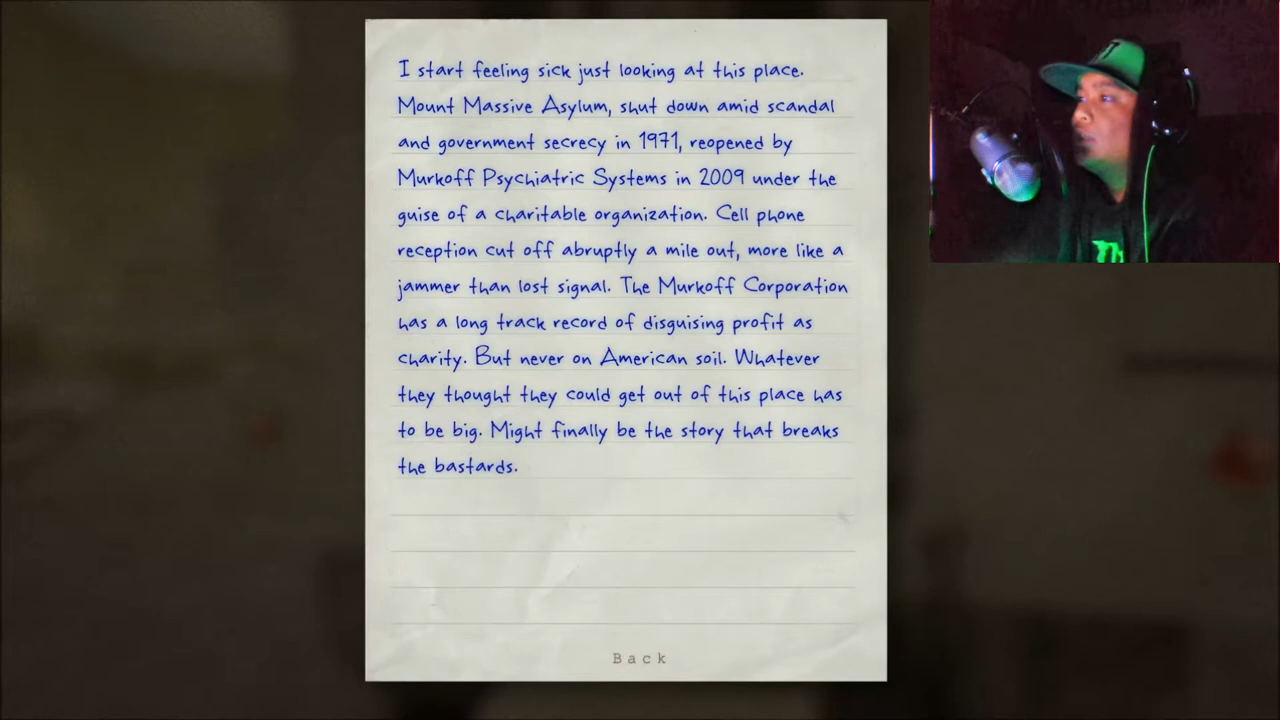 I start feeling sick just looking at this place.
Mount Massive Asylum, shut down amid scandal
and government secrecy in 1971, reopened by
Murkoff Psychiatric Systems in 2009 under the
guise of a charitable organization. Cell phone
reception cut off abruptly a mile out, more like a
jammer than lost signal. The Murkoff Corporation
has a long track record of disguising profit as
charity. But never on American soil. Whatever
they thought they could get out of this place has
to be big. Might finally be the story that breaks
the bastards.
Back